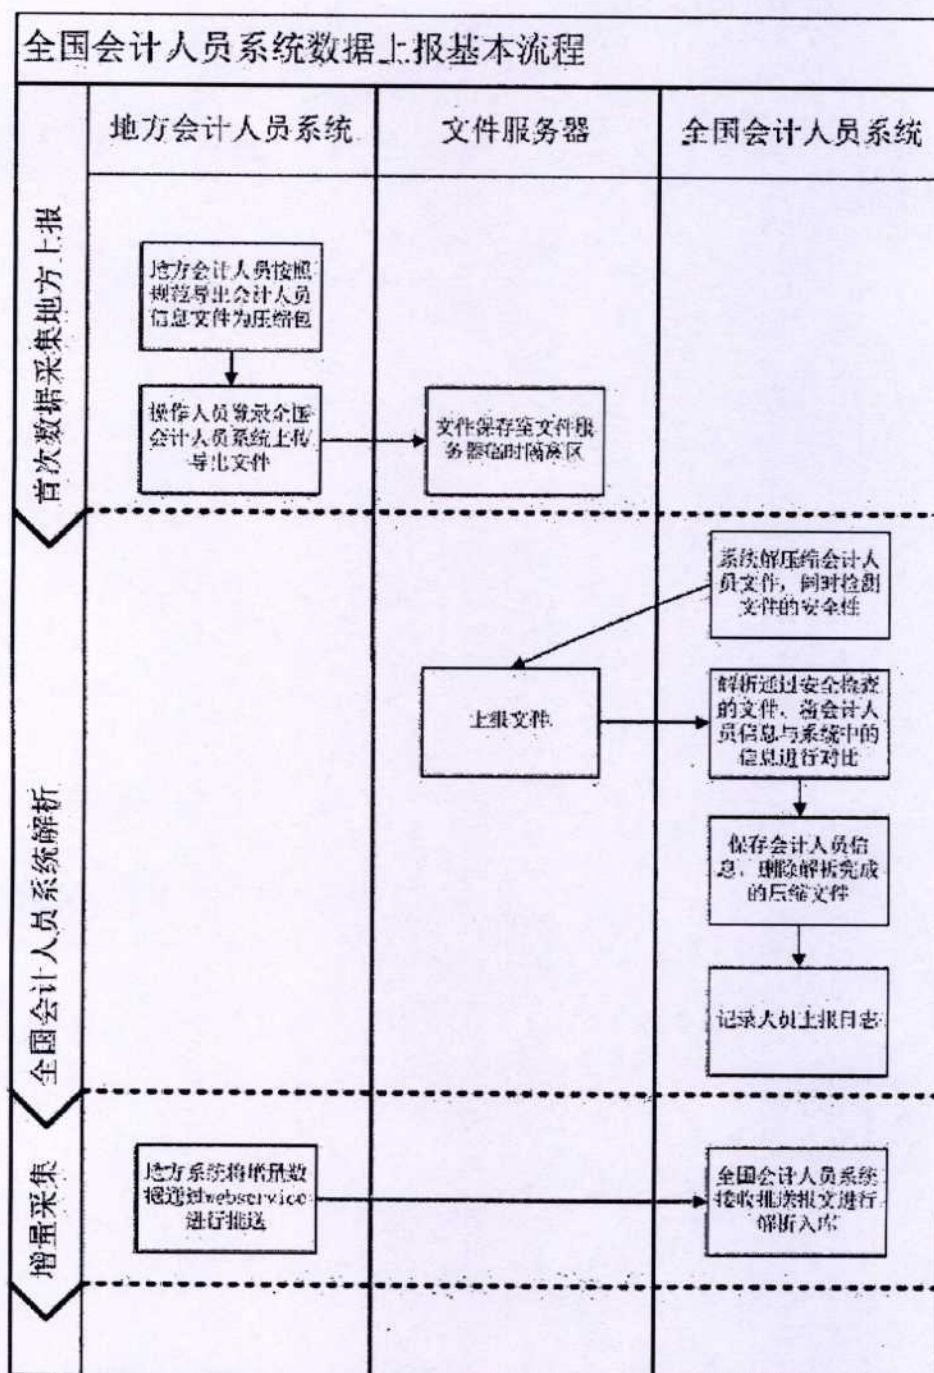 全国会计人员系统数据上报基本流程
地方会计人员系统
文件服务器
全国会计人员系统
首次数据采集地方上报
地方会计人员按照
规范导出会计人员
信息文件为压缩包
操作人员登录全国
会计人员系统上传
导出文件
文件保存至文件服
务器临时隔离区
全国会计人员系统解析
系统解压缩会计人
员文件，同时检测
文件的安全性
上报文件
解析通过安全检查
的文件，将会计人
员信息与系统中的
信息进行对比
保存会计人员信
息，删除解析完成
的压缩文件
记录人员上报日志
增量采集
地方系统将增量数
据通过webservice
进行推送
全国会计人员系统
接收推送报文进行
解析入库